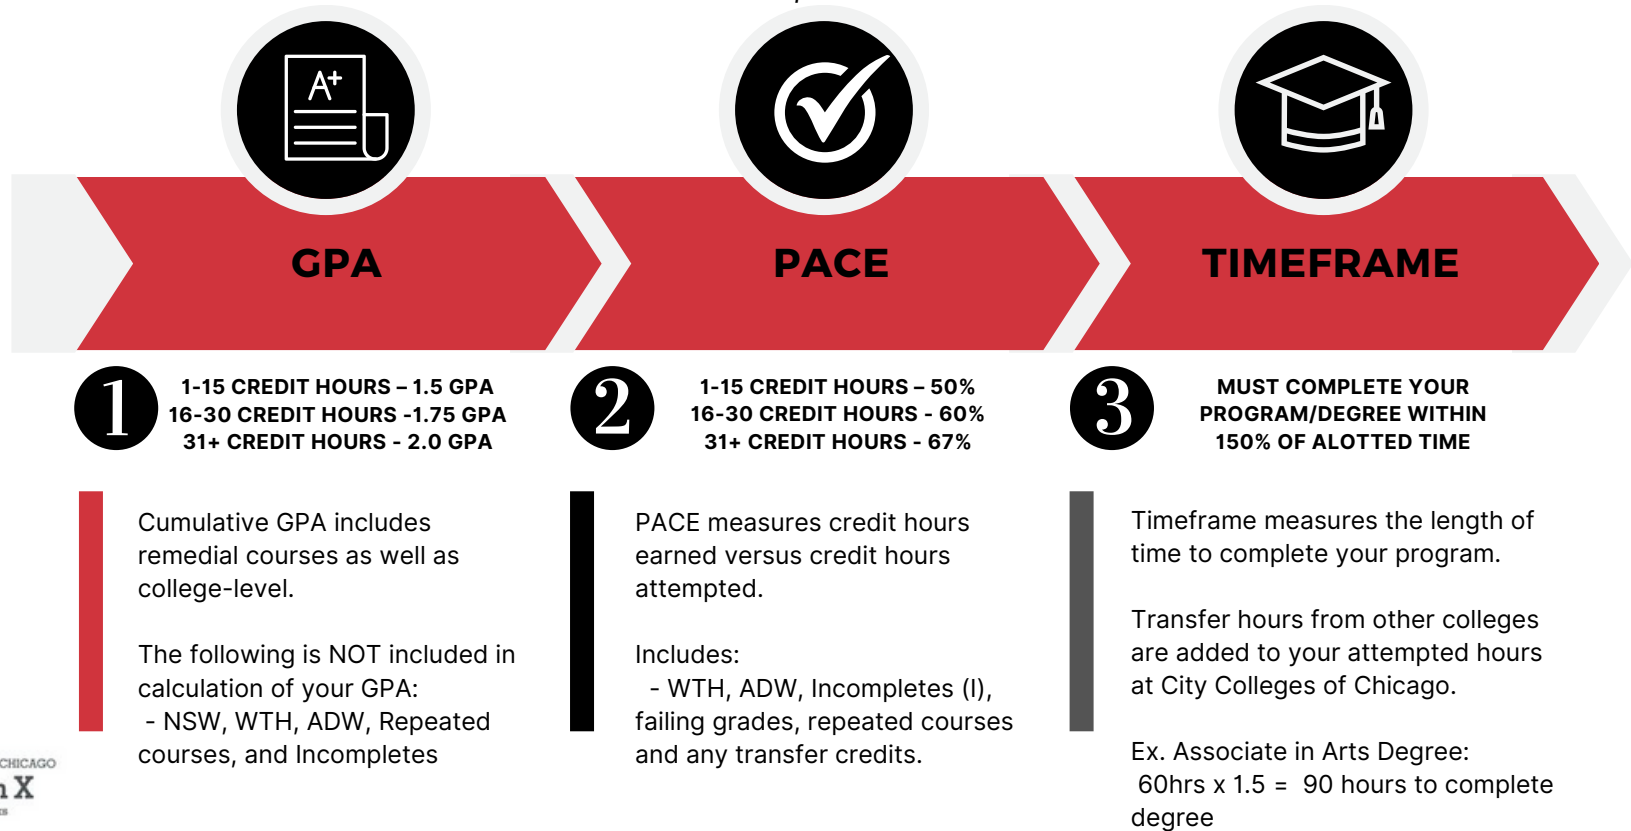 A+
GPA
PACE
TIMEFRAME
1
1-15 CREDIT HOURS – 1.5 GPA
16-30 CREDIT HOURS -1.75 GPA
31+ CREDIT HOURS - 2.0 GPA
2
1-15 CREDIT HOURS – 50%
16-30 CREDIT HOURS - 60%
31+ CREDIT HOURS - 67%
3
MUST COMPLETE YOUR
PROGRAM/DEGREE WITHIN
150% OF ALOTTED TIME
Cumulative GPA includes
remedial courses as well as
college-level.
The following is NOT included in
calculation of your GPA:
- NSW, WTH, ADW, Repeated
courses, and Incompletes
PACE measures credit hours
earned versus credit hours
attempted.
Includes:
- WTH, ADW, Incompletes (I),
failing grades, repeated courses
and any transfer credits.
Timeframe measures the length of
time to complete your program.
Transfer hours from other colleges
are added to your attempted hours
at City Colleges of Chicago.
Ex. Associate in Arts Degree:
60hrs x 1.5 = 90 hours to complete
degree
CHICAGO
X